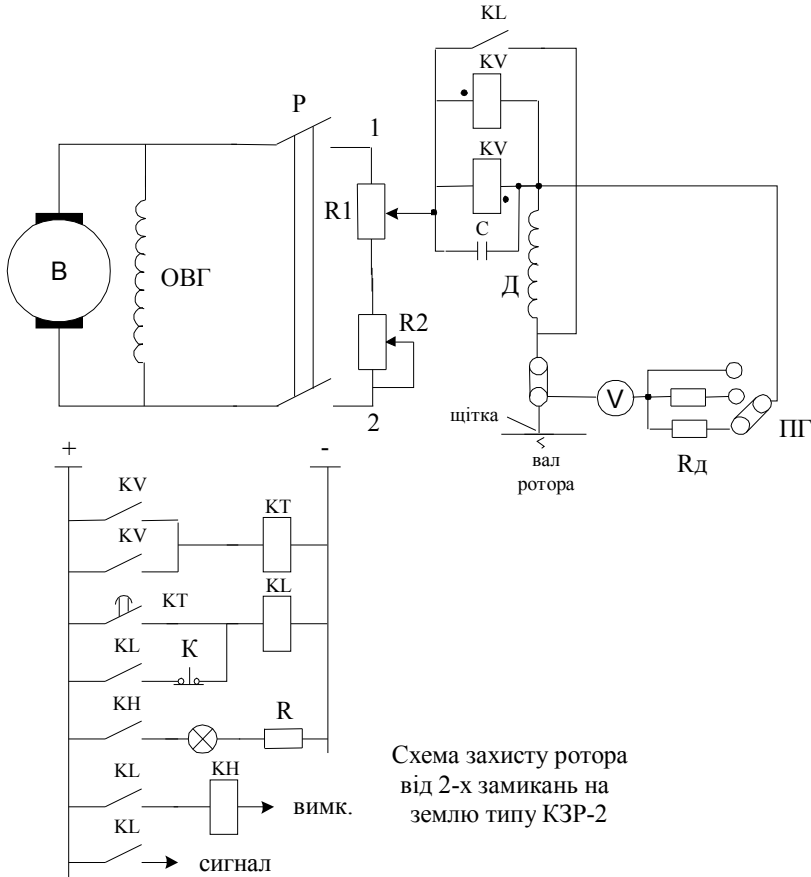 KL
KV
P
1
KV
R1
C
В
ОВГ
Д
R2
V
2
щітка
ПГ
вал
ротора
Rд
+
-
KV
KT
KV
KL
KT
KL
К
KH
R
KL
KH
вимк.
KL
сигнал
Схема захисту ротора
від 2-х замикань на
землю типу КЗР-2